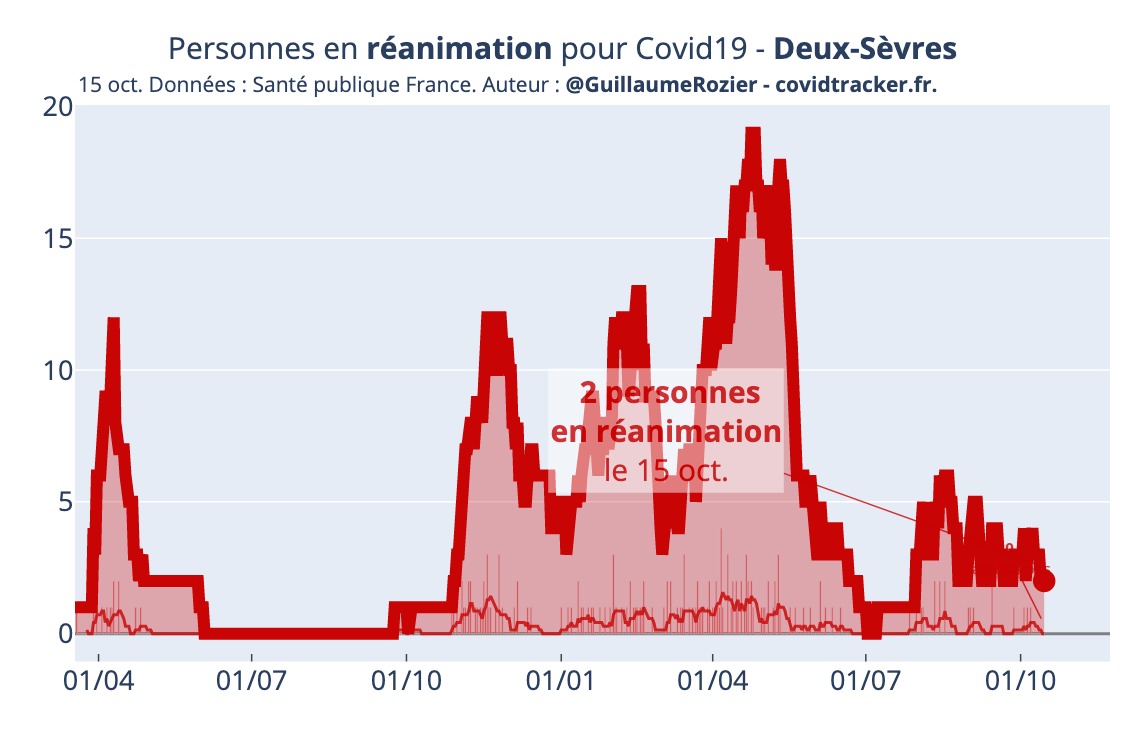 Personnes en réanimation pour Covid19 - Deux-Sèvres
15 oct. Données : Santé publique France. Auteur : @GuillaumeRozier - covidtracker.fr.
20
15
10
5
0
2 personnes
en réanimation
le 15 oct.
01/04
01/07
01/10
01/01
01/04
01/07
01/10